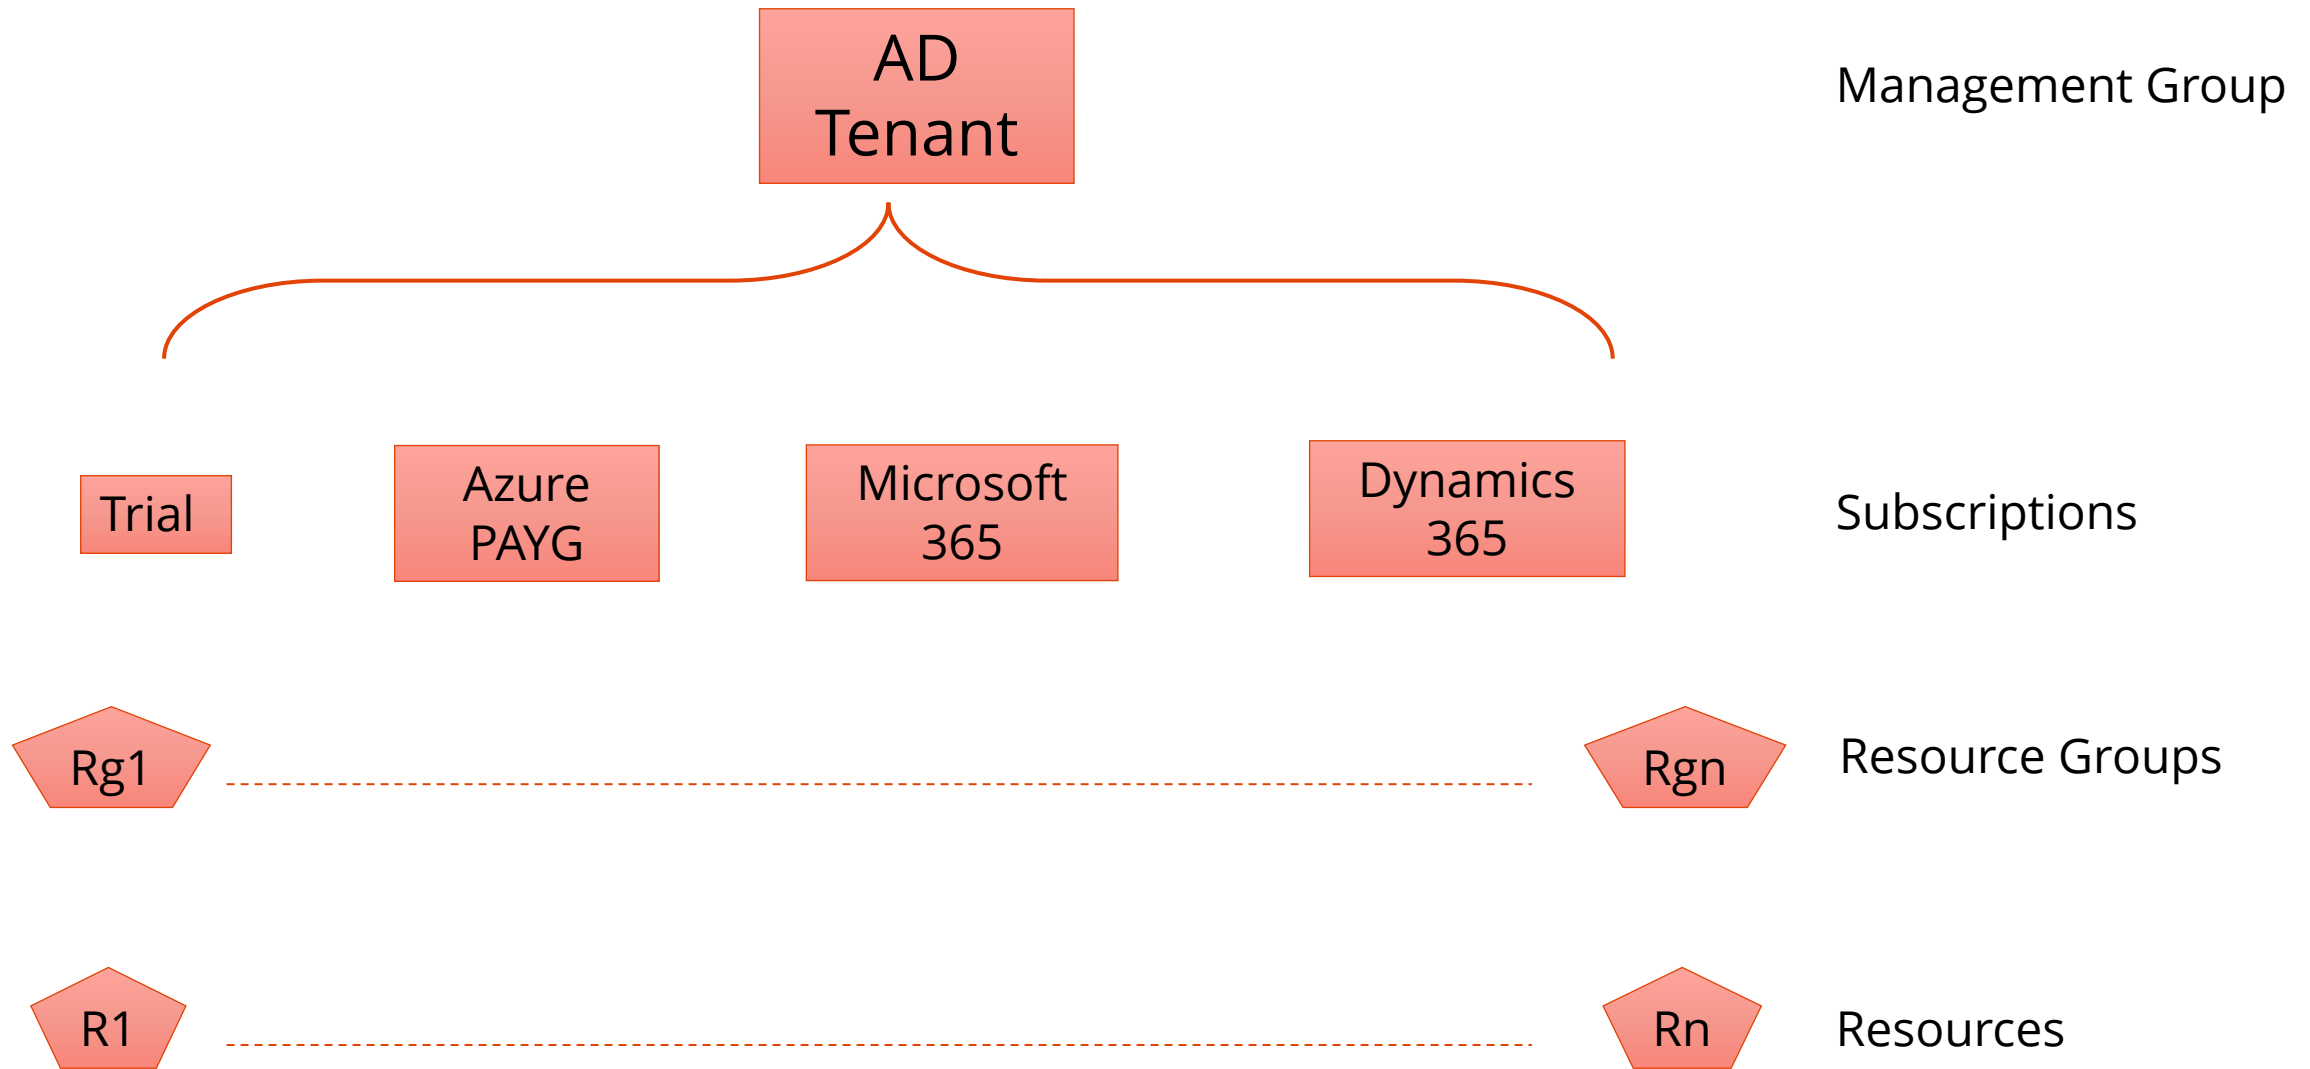 AD
Tenant
Management Group
Trial
Azure
PAYG
Microsoft
365
Dynamics
365
Subscriptions
Rg1
Rgn
Resource Groups
R1
Rn
Resources